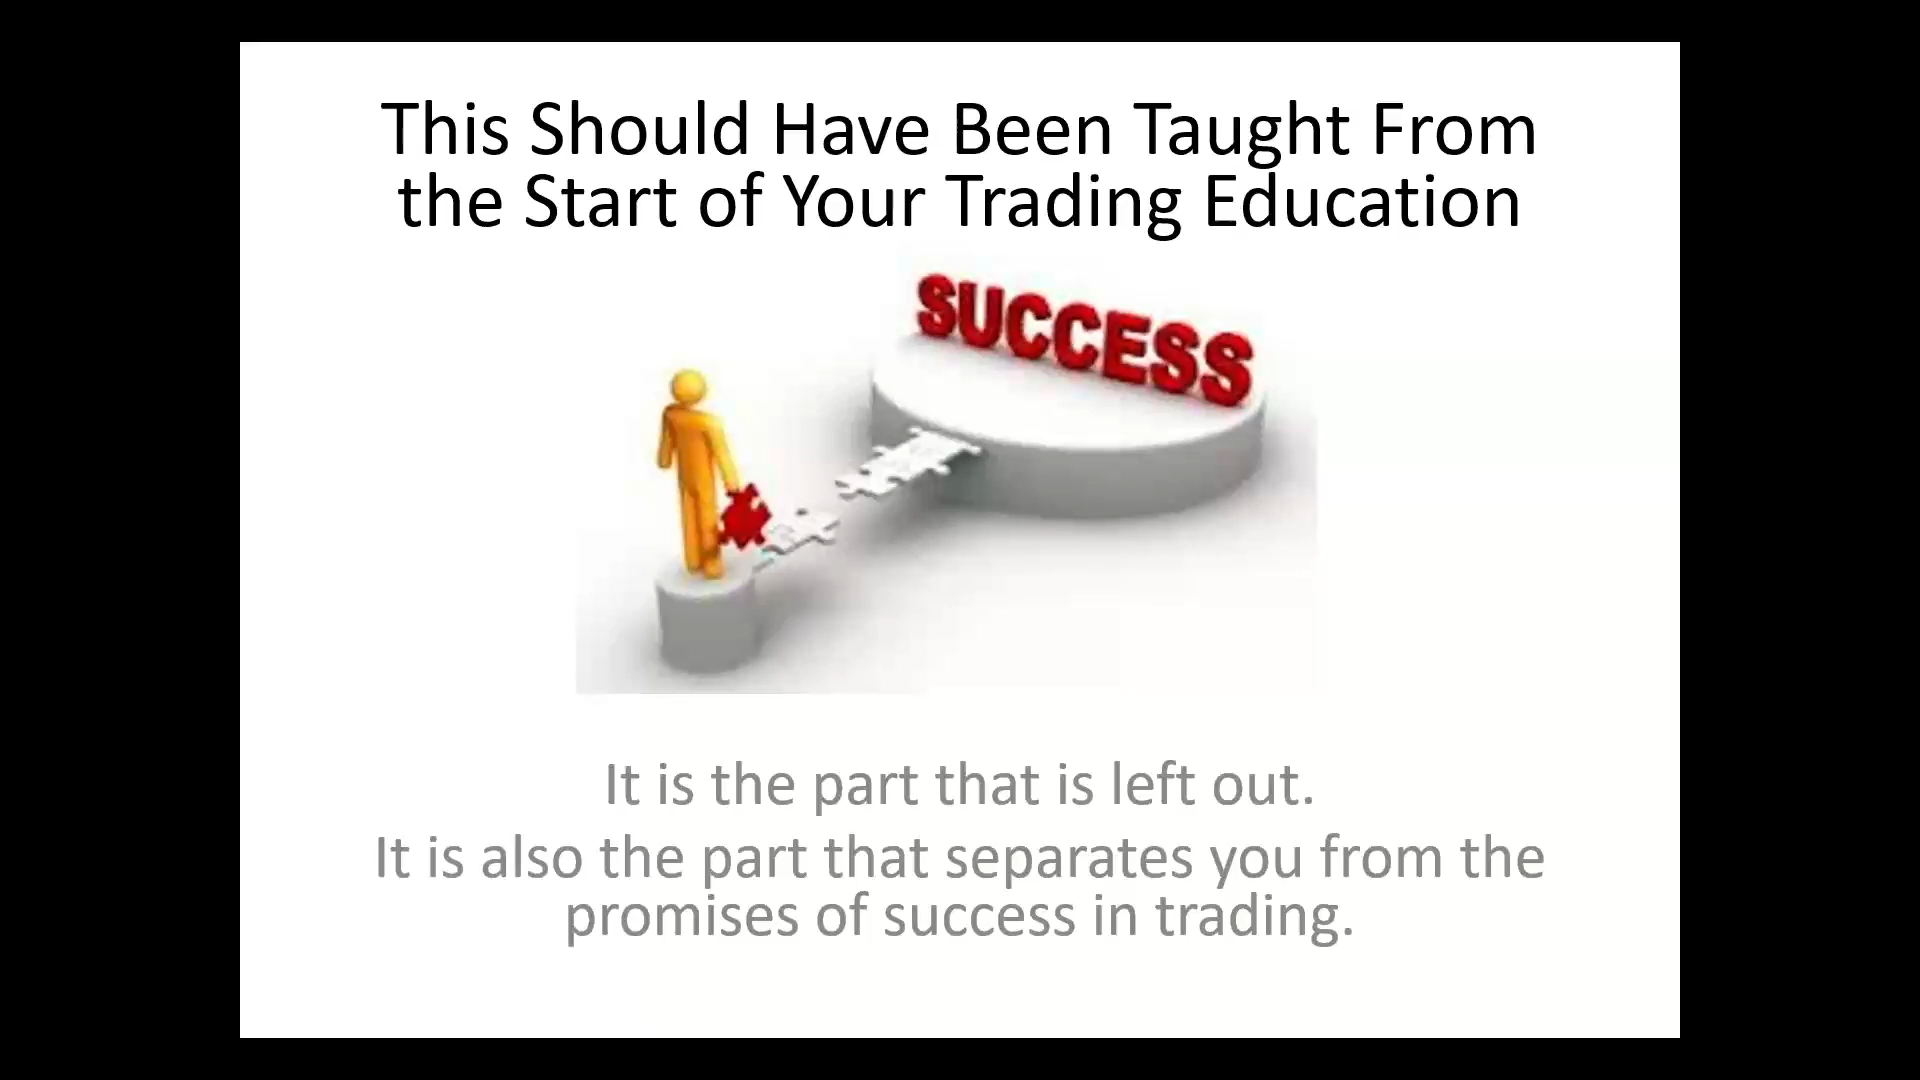 This Should Have Been Taught From
the Start of Your Trading Education
SUCCESS
It is the part that is left out.
It is also the part that separates you from the
promises of success in trading.